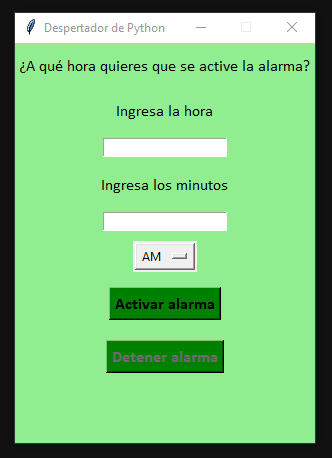 Despertador de Python
¿A qué hora quieres que se active la alarma?
Ingresa la hora
Ingresa los minutos
AM
Activar alarma
Detener alarma